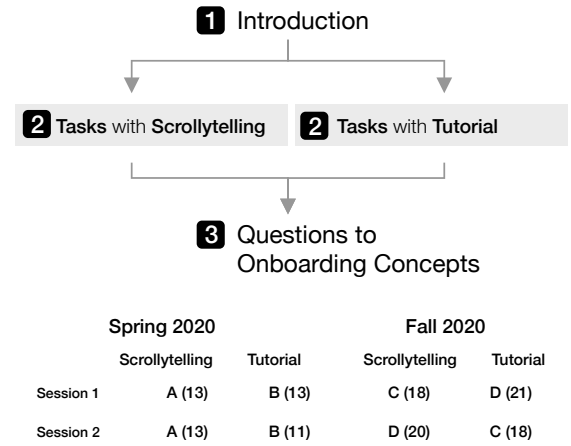 1 Introduction
2 Tasks with Scrollytelling 2 Tasks with Tutorial
3 Questions to
Onboarding Concepts
Spring 2020 Fall 2020
Scrollytelling Tutorial Scrollytelling Tutorial
Session 1 A (13) B (13) C (18) D (21)
Session 2 A (13) B (11) D (20) C (18)